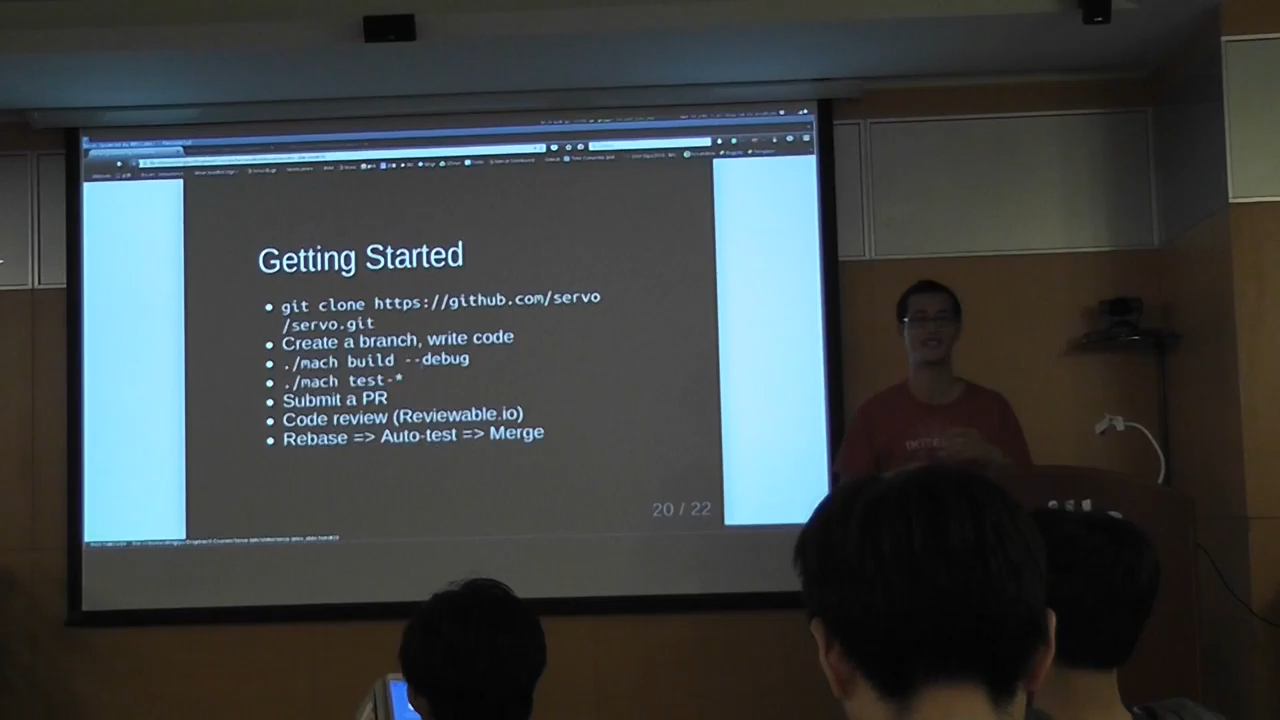 Getting Started
• git clone https://github.com/servo
/servo.git
• Create a branch, write code
• ./mach build --debug
• ./mach test-*
• Submit a PR
• Code review (Reviewable.io)
• Rebase => Auto-test => Merge
20 / 22